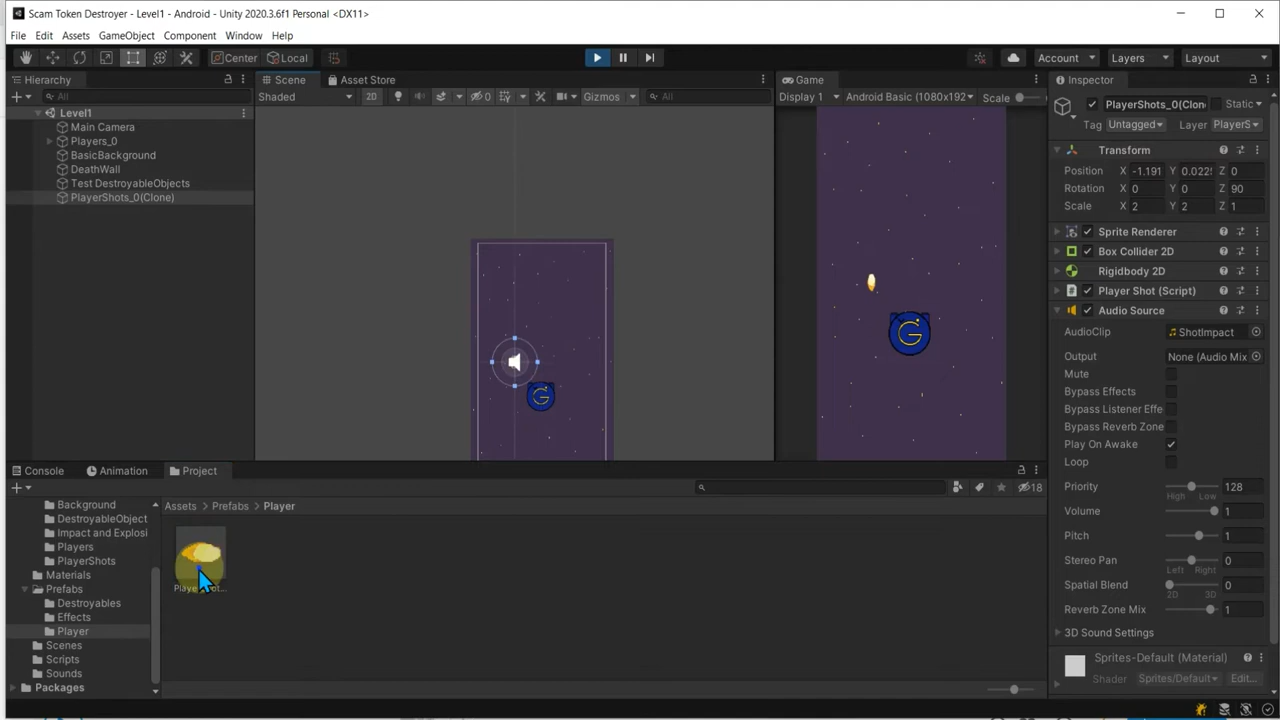 Scam Token Destroyer - Level1 - Android - Unity 2020.3.6f1 Personal <DX11>
File Edit Assets GameObject Component Window Help
Center Local Account Layers Layout
Hierarchy
All
Level1
Main Camera
Players_0
BasicBackground
DeathWall
Test DestroyableObjects
PlayerShots_0(Clone)
Scene Asset Store
Shaded 2D 0 Gizmos All
Game
Display 1 Android Basic (1080x192 Scale
G
G
Inspector
PlayerShots_0(Clon Static
Tag Untagged Layer PlayerS
Transform
Position X -1.191 Y 0.022 Z 0
Rotation X 0 Y 0 Z 90
Scale X 2 Y 2 Z 1
Sprite Renderer
Box Collider 2D
Rigidbody 2D
Player Shot (Script)
Audio Source
AudioClip ShotImpact
Output None (Audio Mix
Mute
Bypass Effects
Bypass Listener Effe
Bypass Reverb Zone
Play On Awake
Loop
Priority 128
High Low
Volume 1
Pitch 1
Stereo Pan 0
Left Right
Spatial Blend 0
2D 3D
Reverb Zone Mix 1
3D Sound Settings
Sprites-Default (Material)
Shader Sprites/Default Edit...
Console Animation Project
18
Background
DestroyableObject
Impact and Explosi
Players
PlayerShots
Materials
Prefabs
Destroyables
Effects
Player
Scenes
Scripts
Sounds
Packages
Assets > Prefabs > Player